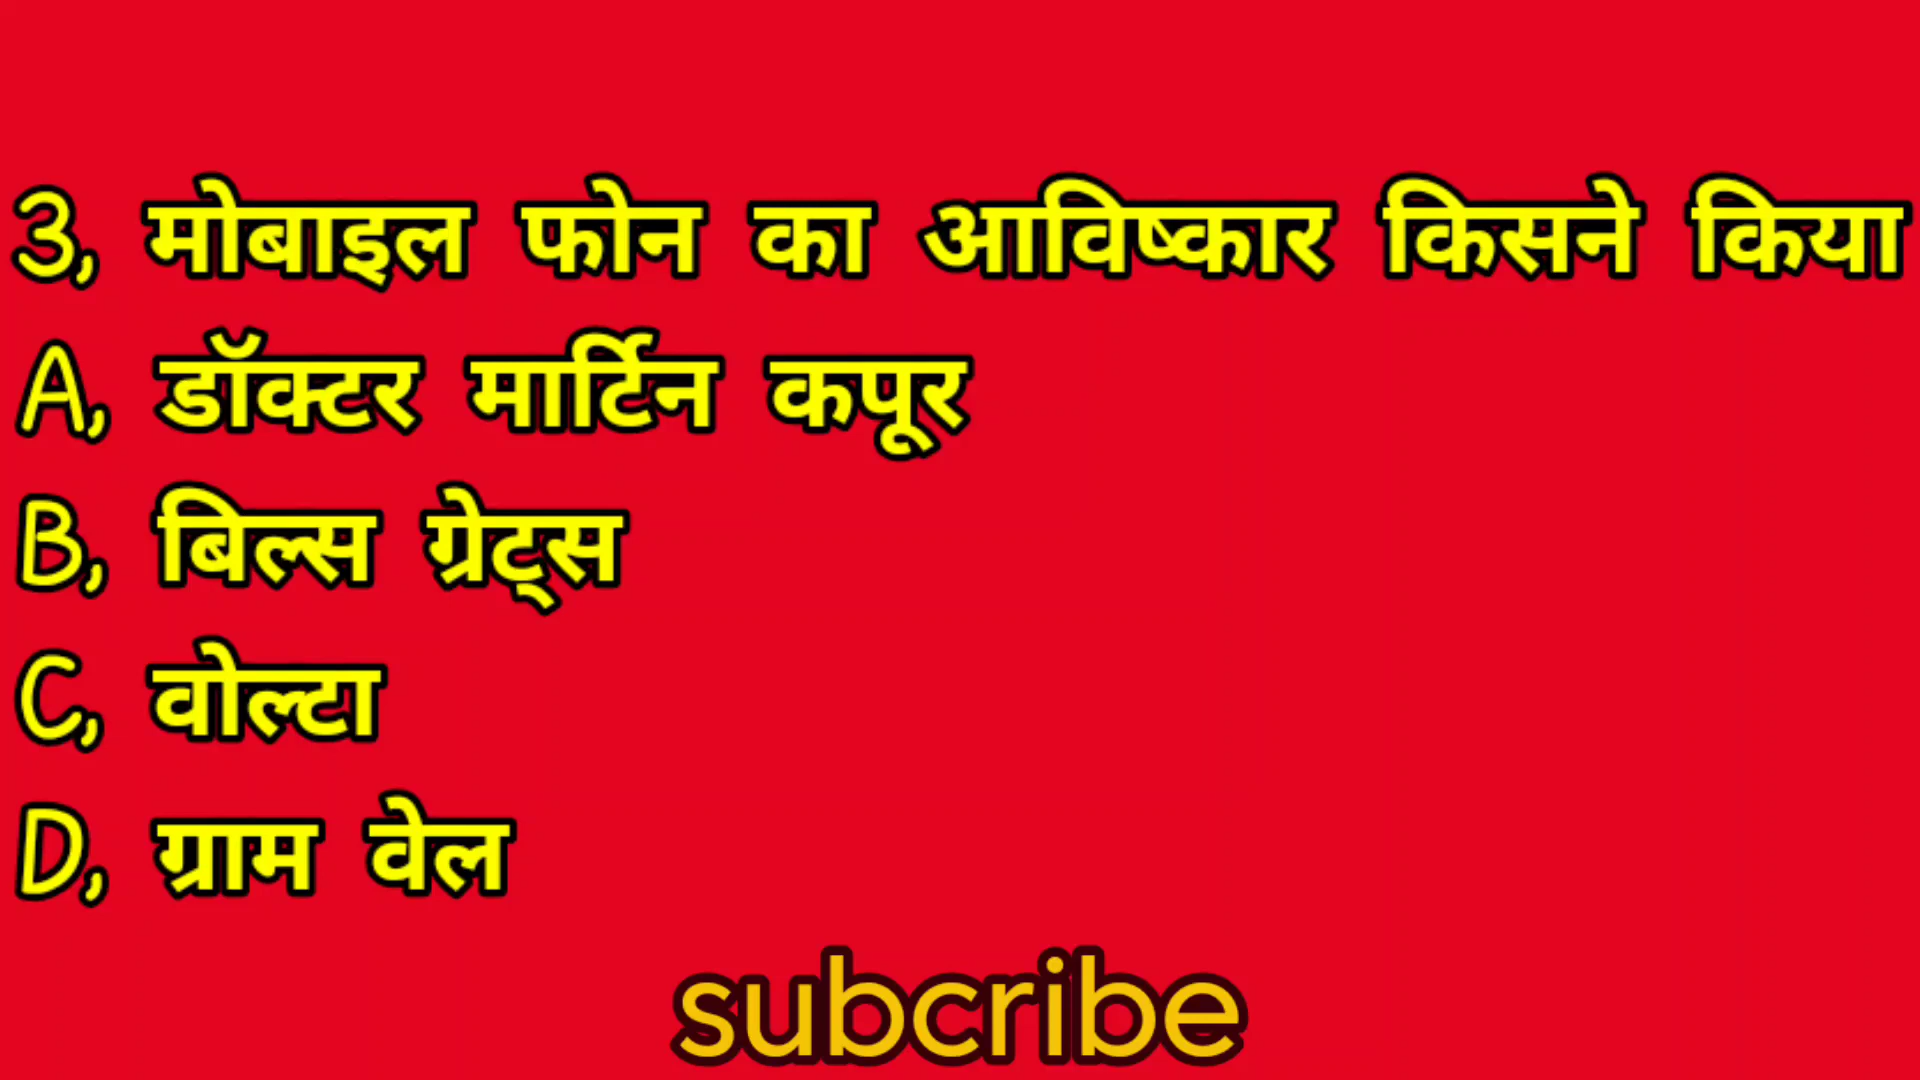 3, मोबाइल फोन का आविष्कार किसने किया
A, डॉक्टर मार्टिन कपूर
B, बिल्स ग्रेट्स
C, वोल्टा
D, ग्राम वेल
subcribe